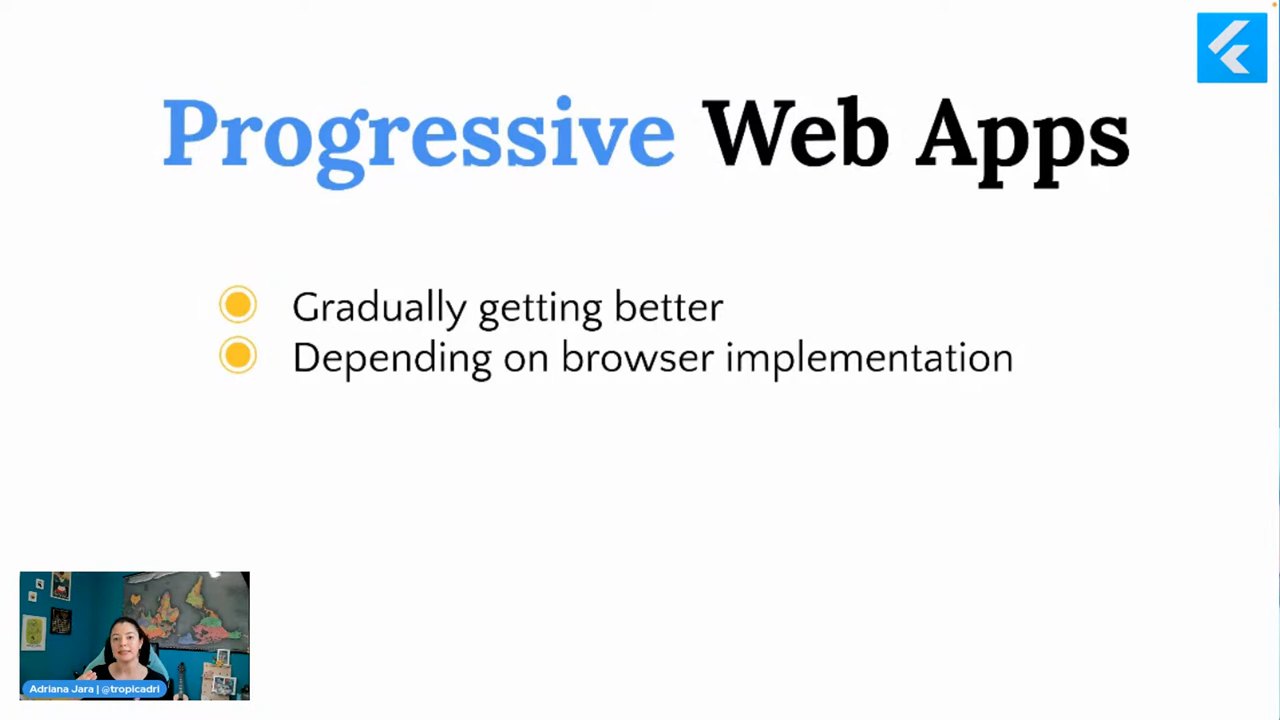 Progressive Web Apps
Gradually getting better
Depending on browser implementation
Adriana Jara | @tropicadri